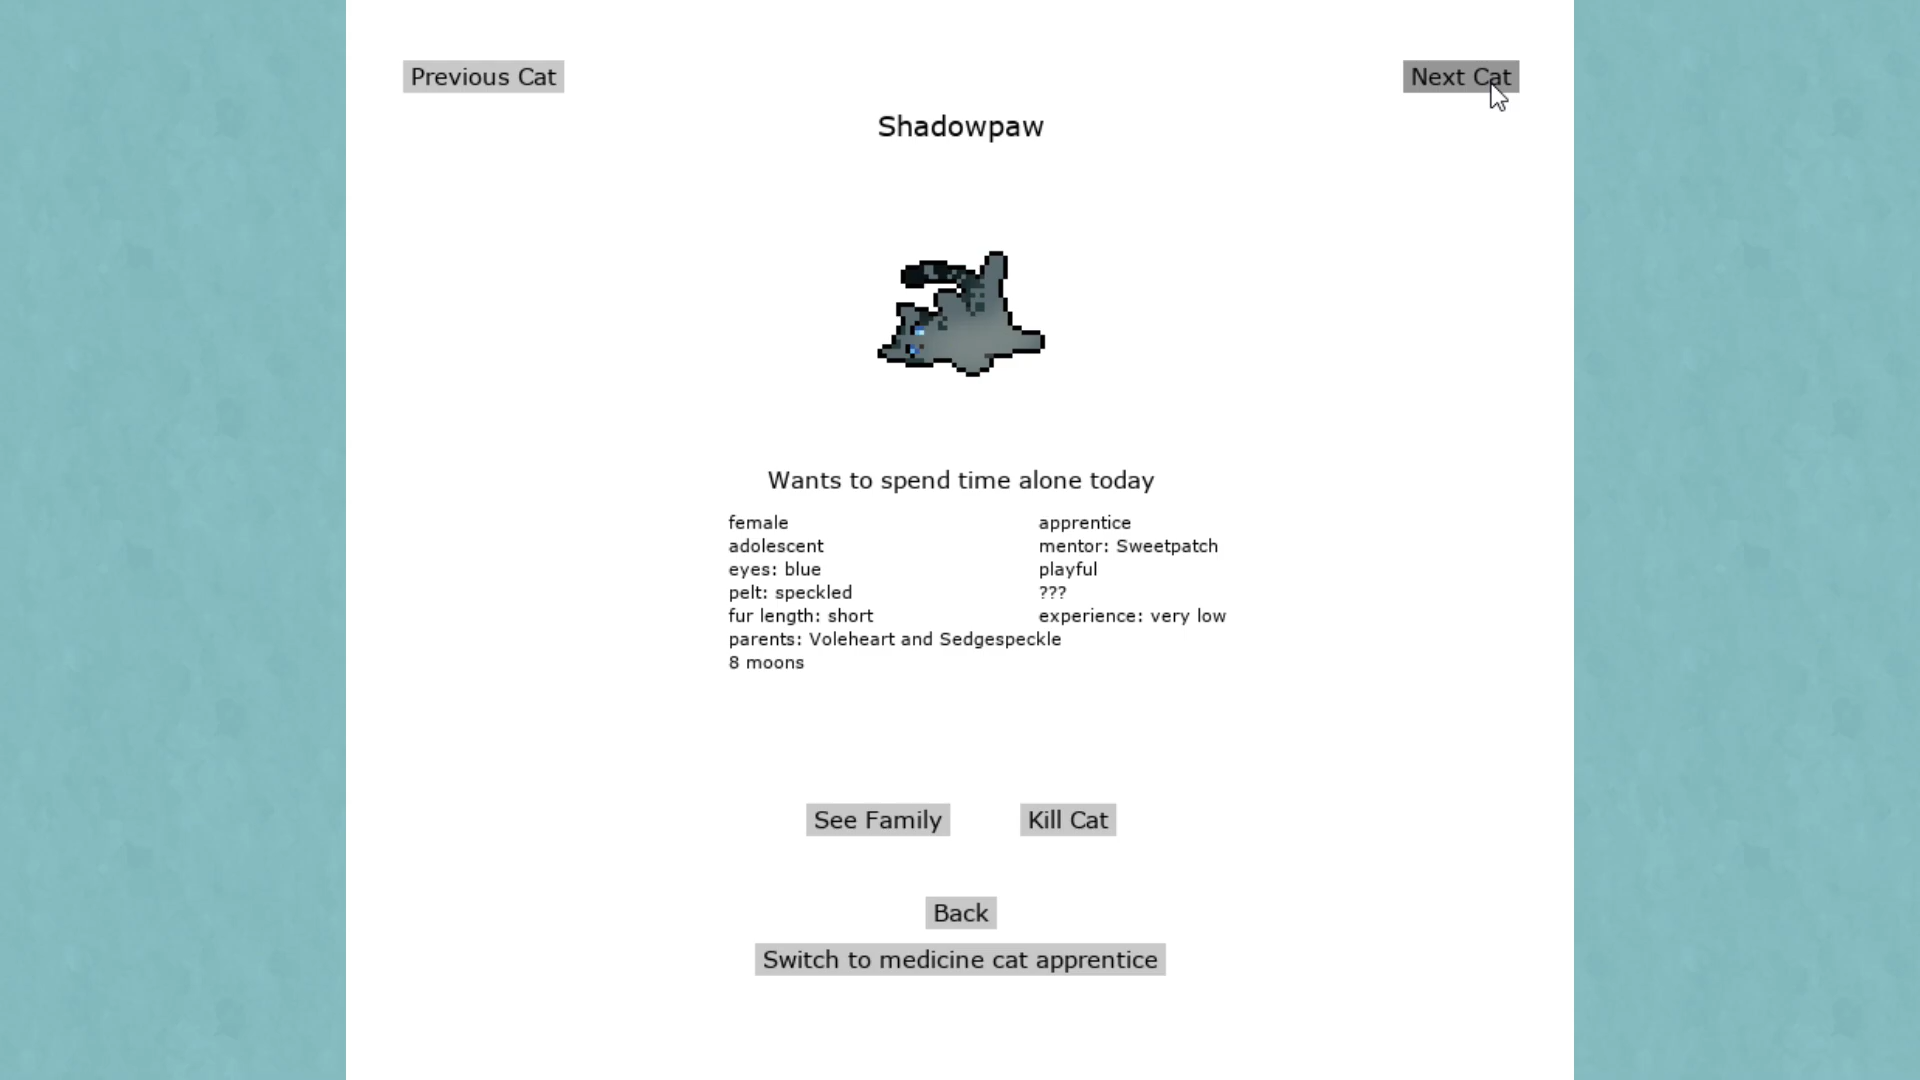 Previous Cat
Next Cat
Shadowpaw
Wants to spend time alone today
female
adolescent
eyes: blue
pelt: speckled
fur length: short
parents: Voleheart and Sedgespeckle
8 moons
apprentice
mentor: Sweetpatch
playful
???
experience: very low
See Family
Kill Cat
Back
Switch to medicine cat apprentice